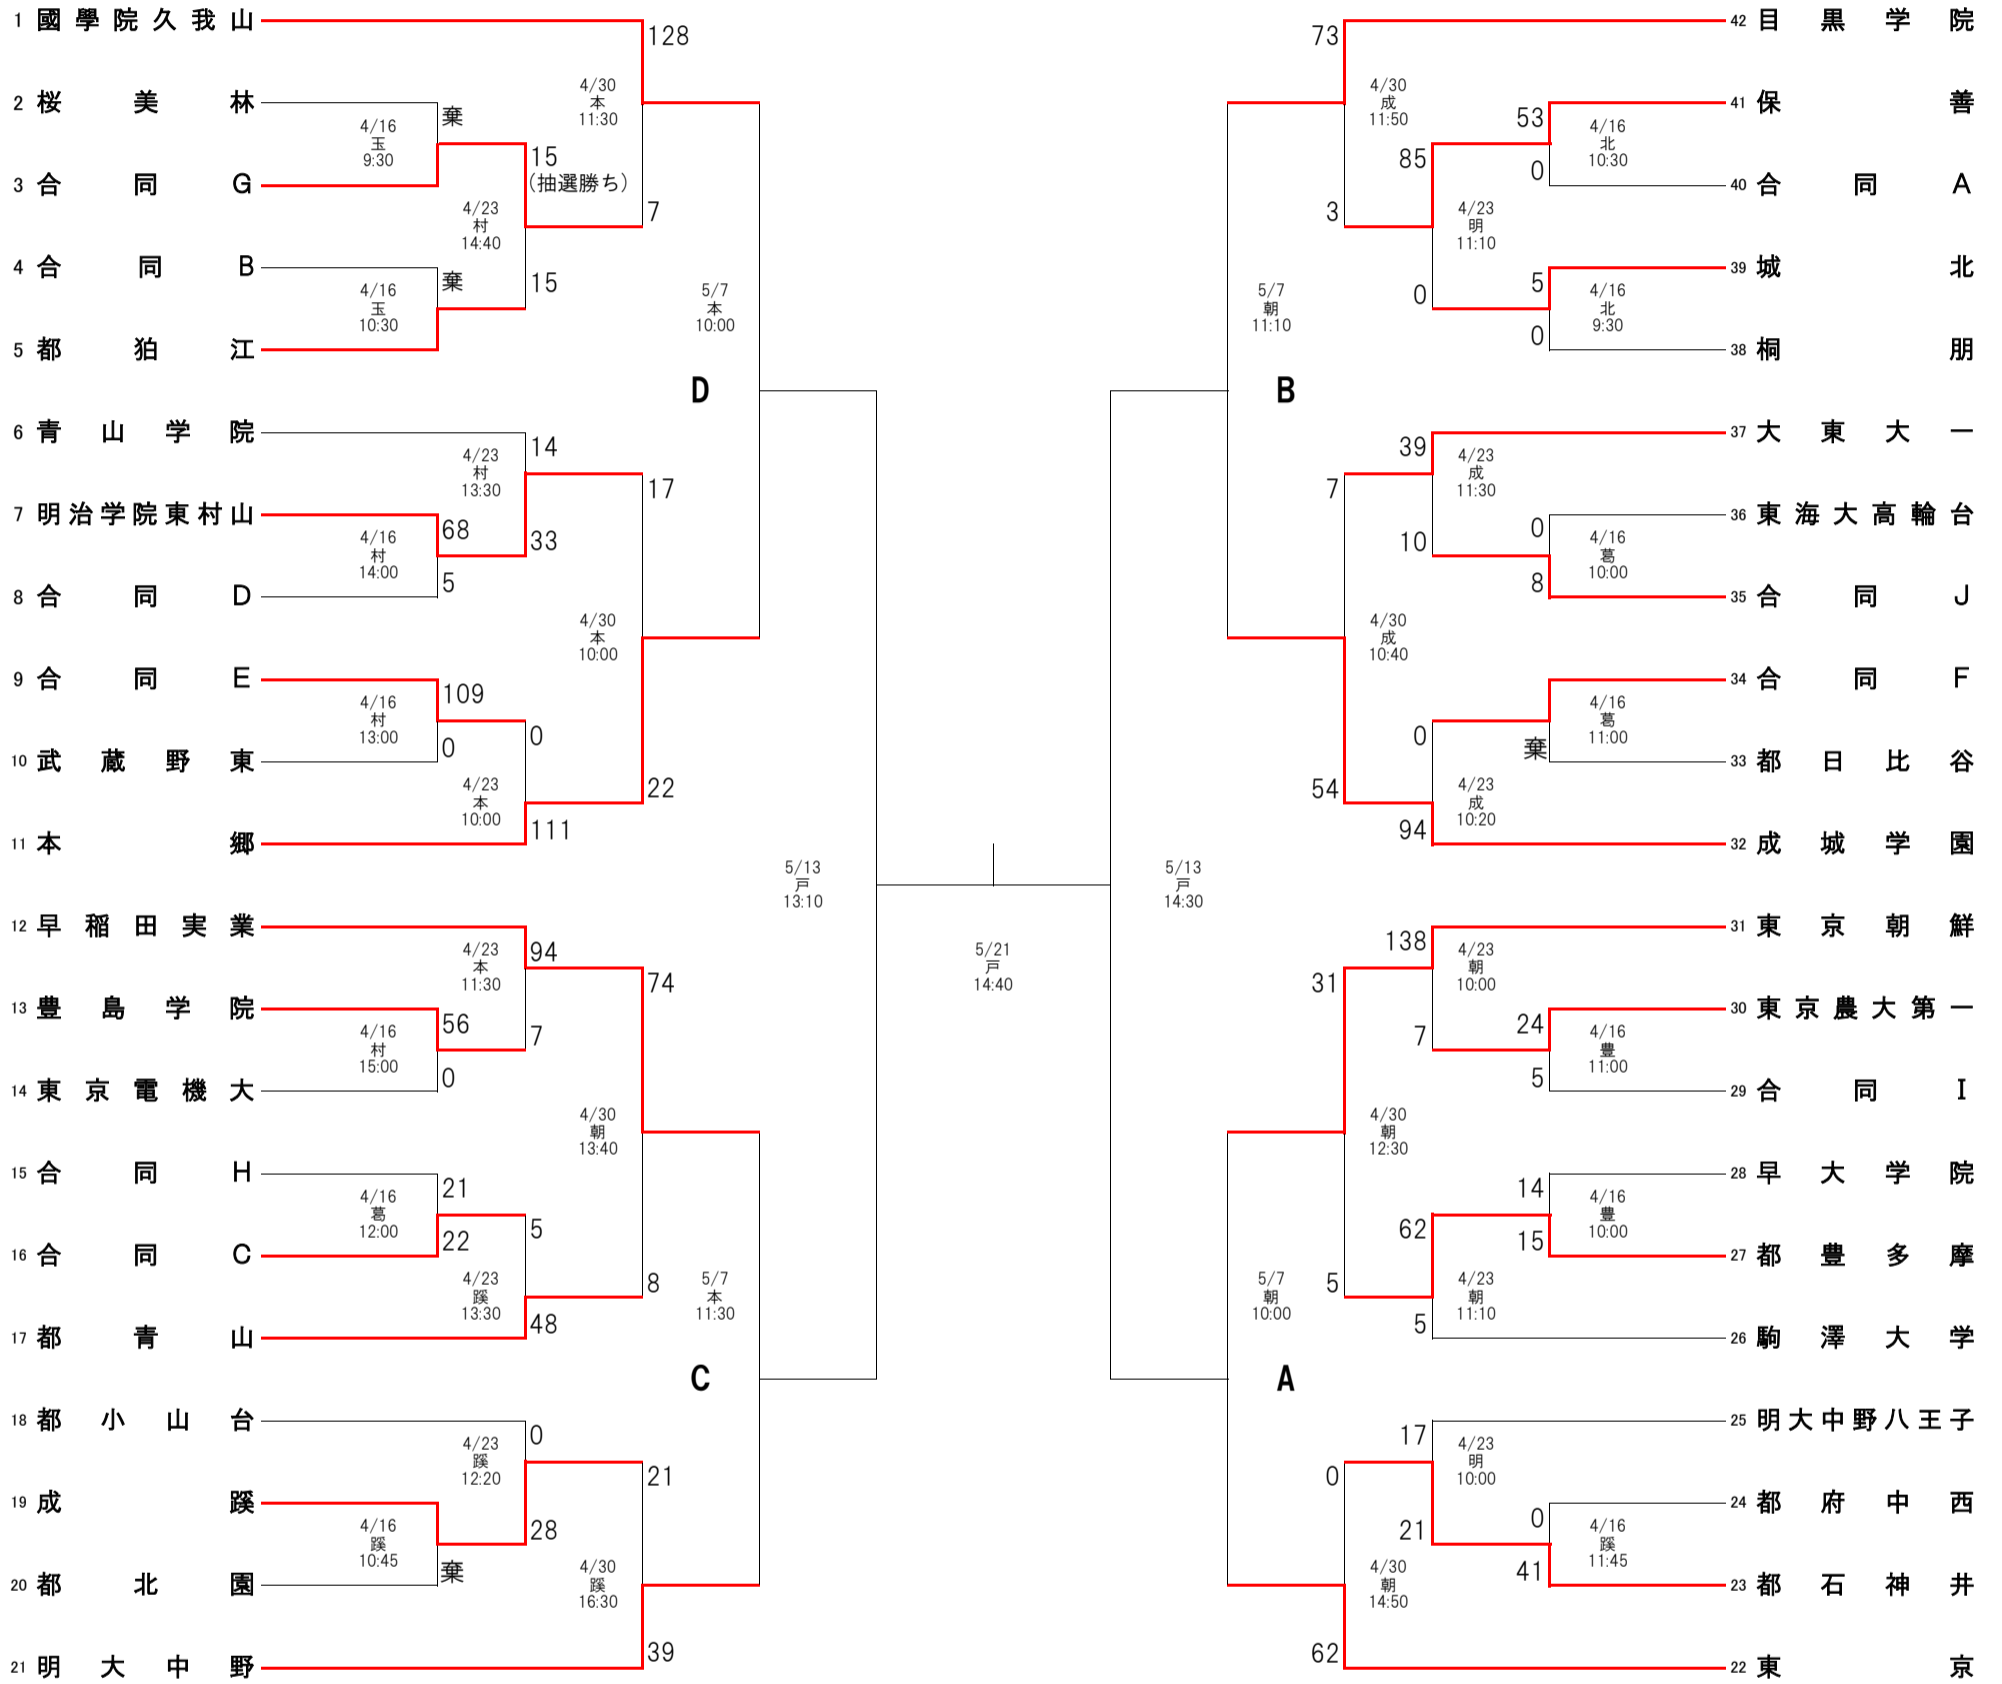 1 國學院久我山
128
4/30
本
11:30
2 桜美林
棄
4/16
玉
9:30
15
(抽選勝ち)
3 合同G
7
4/23
村
14:40
4 合同B
棄
15
4/16
玉
10:30
5/7
本
10:00
5 都狛江
D
6 青山学院
14
4/23
村
13:30
17
7 明治学院東村山
68
33
4/16
村
14:00
5
8 合同D
4/30
本
10:00
9 合同E
109
4/16
村
13:00
0
0
10 武蔵野東
4/23
本
10:00
22
111
11 本郷
5/13
戸
13:10
12 早稲田実業
94
4/23
本
11:30
74
13 豊島学院
56
7
4/16
村
15:00
0
14 東京電機大
4/30
朝
13:40
15 合同H
21
4/16
葛
12:00
5
22
16 合同C
4/23
蹊
13:30
8
5/7
本
11:30
48
17 都青山
C
18 都小山台
0
4/23
蹊
12:20
21
19 成蹊
28
4/16
蹊
10:45
棄
20 都北園
4/30
蹊
16:30
39
21 明大中野
5/21
戸
14:40
73
42 目黒学院
4/30
成
11:50
41 保善
53
4/16
北
10:30
85
0
40 合同A
3
4/23
明
11:10
39 城北
5
0
4/16
北
9:30
5/7
朝
11:10
0
38 桐朋
B
37 大東大一
39
4/23
成
11:30
7
36 東海大高輪台
0
10
4/16
葛
10:00
8
35 合同J
4/30
成
10:40
34 合同F
4/16
葛
11:00
0
棄
33 都日比谷
54
4/23
成
10:20
94
32 成城学園
5/13
戸
14:30
31 東京朝鮮
138
4/23
朝
10:00
31
30 東京農大第一
24
7
4/16
豊
11:00
5
29 合同I
4/30
朝
12:30
28 早大学院
14
4/16
豊
10:00
62
15
27 都豊多摩
5/7
朝
10:00
5
4/23
朝
11:10
5
26 駒澤大学
A
25 明大中野八王子
17
4/23
明
10:00
0
24 都府中西
0
21
4/16
蹊
11:45
41
23 都石神井
4/30
朝
14:50
62
22 東京